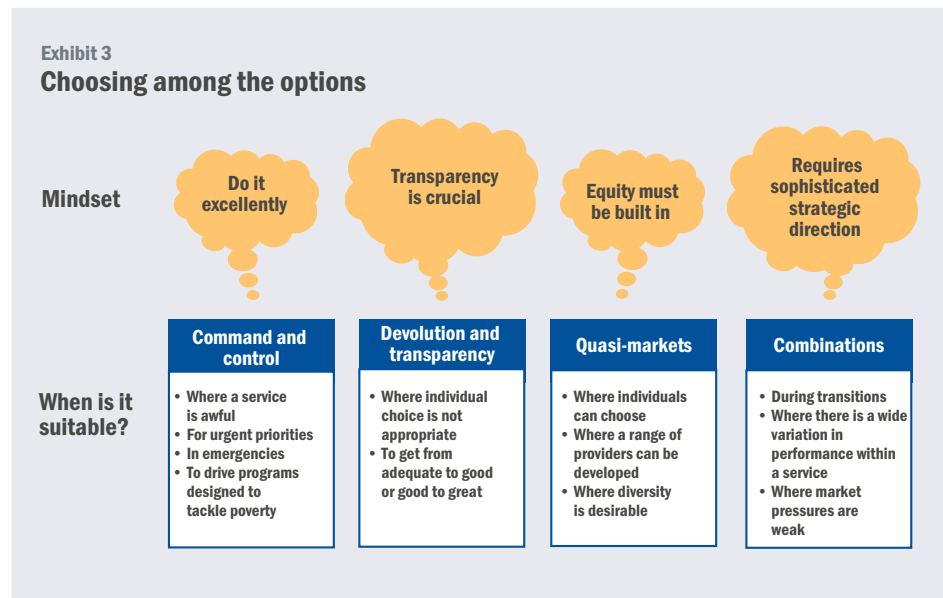 Exhibit 3
Choosing among the options
Mindset
Do it
excellently
Transparency
is crucial
Equity must
be built in
Requires
sophisticated
strategic
direction
When is it
suitable?
Command and
control
• Where a service
is awful
• For urgent priorities
• In emergencies
• To drive programs
designed to
tackle poverty
Devolution and
transparency
• Where individual
choice is not
appropriate
• To get from
adequate to good
or good to great
Quasi-markets
• Where individuals
can choose
• Where a range of
providers can be
developed
• Where diversity
is desirable
Combinations
• During transitions
• Where there is a wide
variation in
performance within
a service
• Where market
pressures are
weak